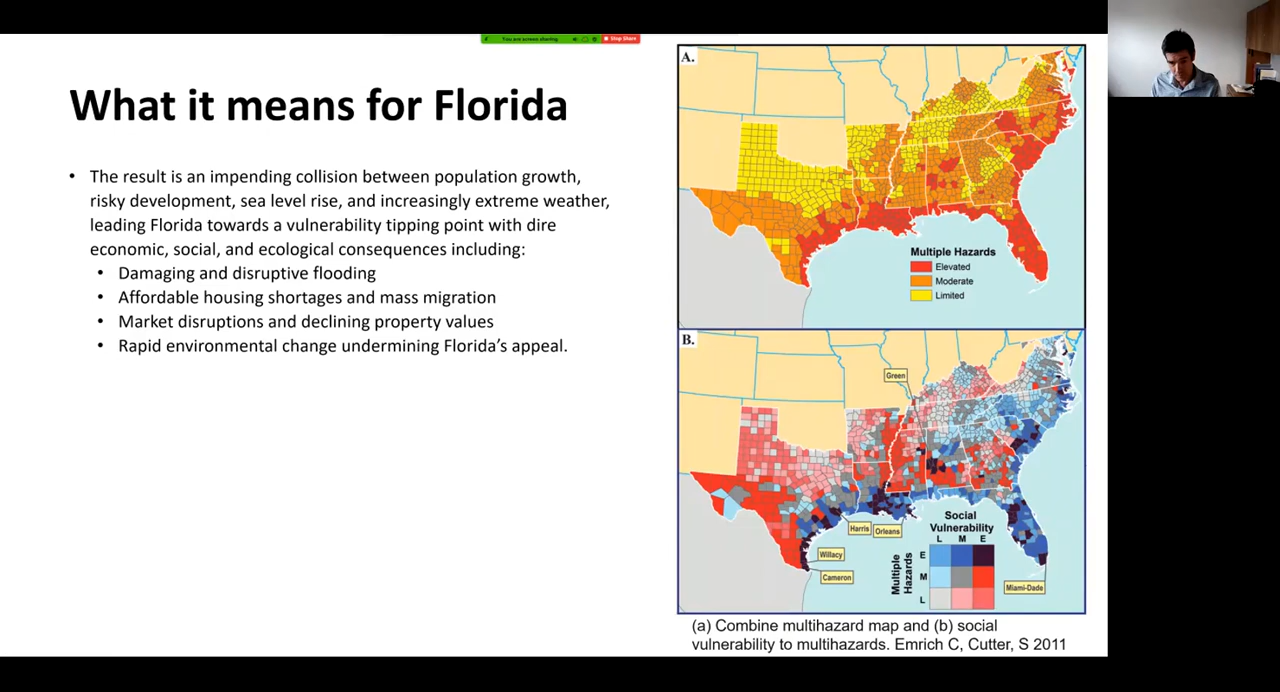 You are screen sharing
Stop Share
What it means for Florida
• The result is an impending collision between population growth,
risky development, sea level rise, and increasingly extreme weather,
leading Florida towards a vulnerability tipping point with dire
economic, social, and ecological consequences including:
• Damaging and disruptive flooding
• Affordable housing shortages and mass migration
• Market disruptions and declining property values
• Rapid environmental change undermining Florida’s appeal.
A.
Multiple Hazards
Elevated
Moderate
Limited
B.
Green
Harris
Orleans
Willacy
Cameron
Miami-Dade
Social
Vulnerability
L M E
Multiple
Hazards
E
M
L
(a) Combine multihazard map and (b) social
vulnerability to multihazards. Emrich C, Cutter, S 2011